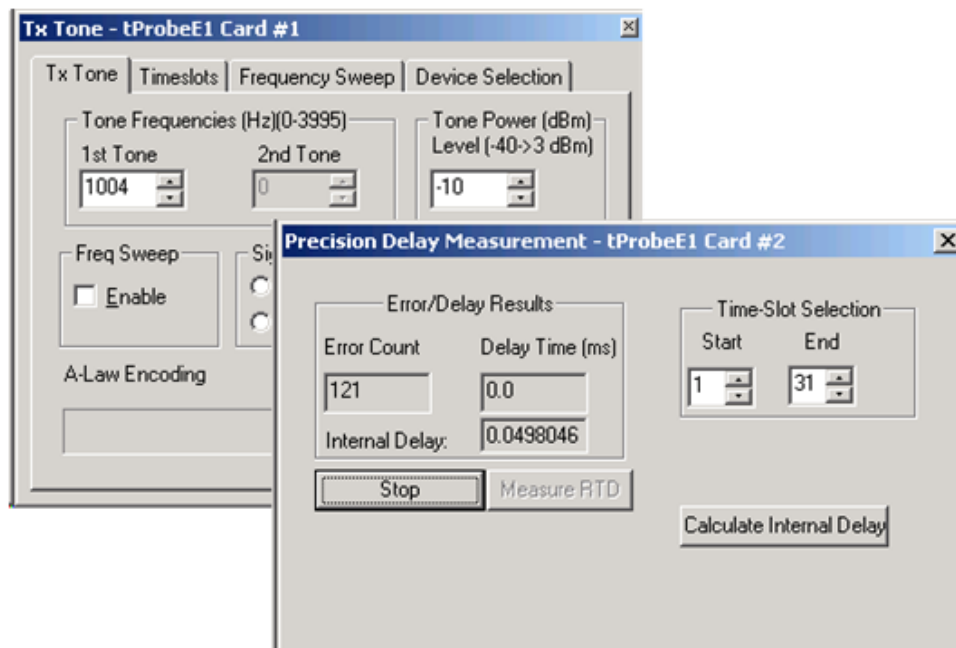 Tx Tone - tProbeE1 Card #1
Tx Tone Timeslots Frequency Sweep Device Selection
Tone Frequencies (Hz)(0-3995)
1st Tone 2nd Tone
1004 0
Tone Power (dBm)
Level (-40->3 dBm)
-10
Freq Sweep
Enable
A-Law Encoding
Precision Delay Measurement - tProbeE1 Card #2
Error/Delay Results
Error Count Delay Time (ms)
121 0.0
Internal Delay: 0.0498046
Stop Measure RTD
Time-Slot Selection
Start End
1 31
Calculate Internal Delay